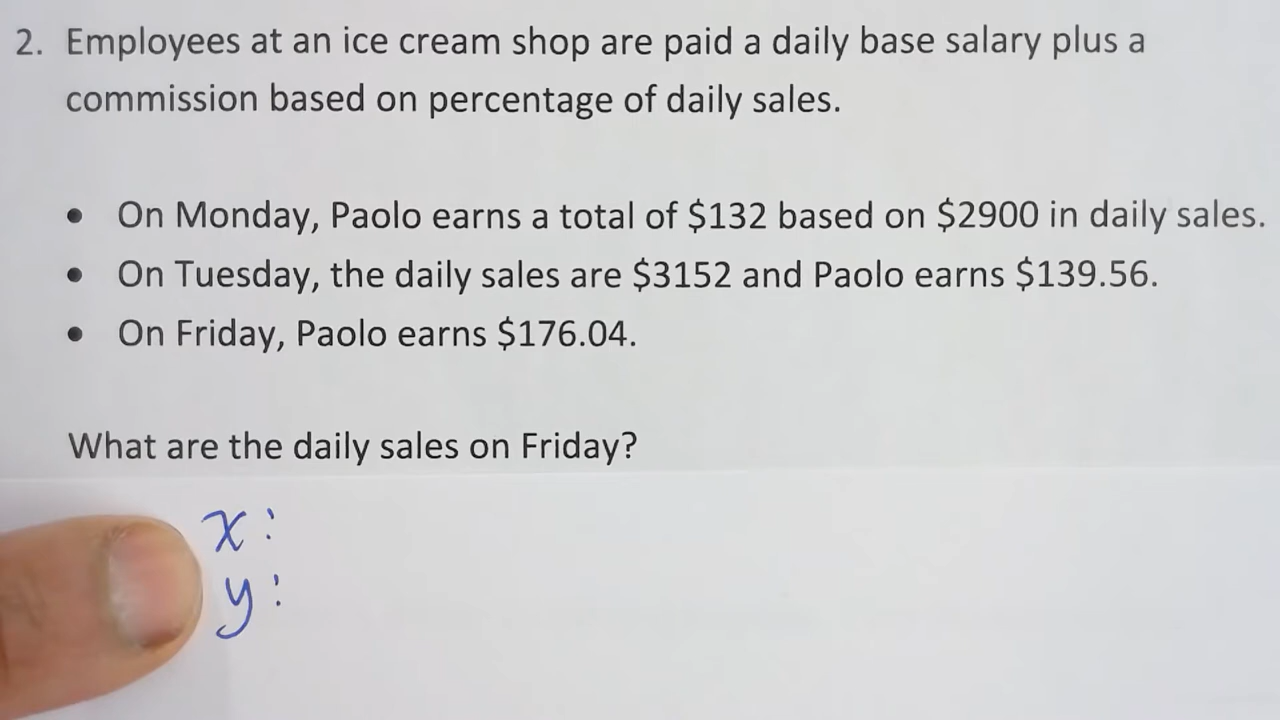 2. Employees at an ice cream shop are paid a daily base salary plus a
commission based on percentage of daily sales.
• On Monday, Paolo earns a total of $132 based on $2900 in daily sales.
• On Tuesday, the daily sales are $3152 and Paolo earns $139.56.
• On Friday, Paolo earns $176.04.
What are the daily sales on Friday?
x:
y: